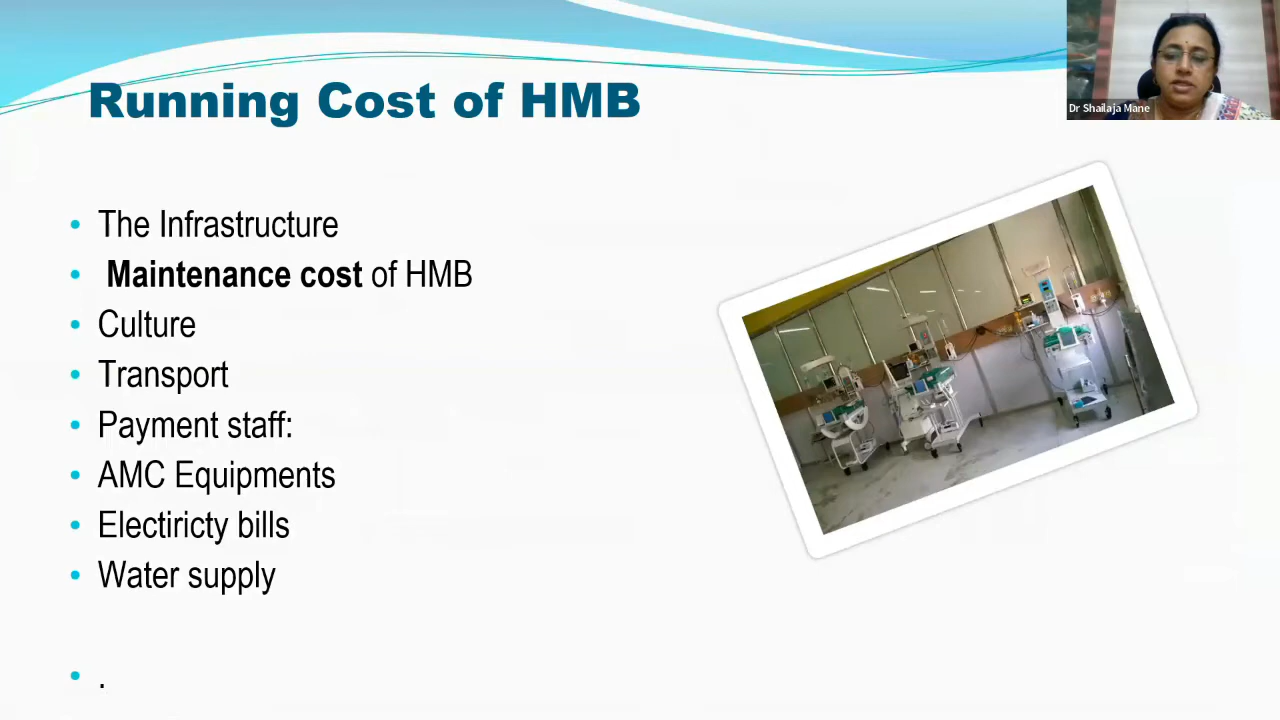 Running Cost of HMB
Dr Shailaja Mane
• The Infrastructure
• Maintenance cost of HMB
• Culture
• Transport
• Payment staff:
• AMC Equipments
• Electiricty bills
• Water supply
• .